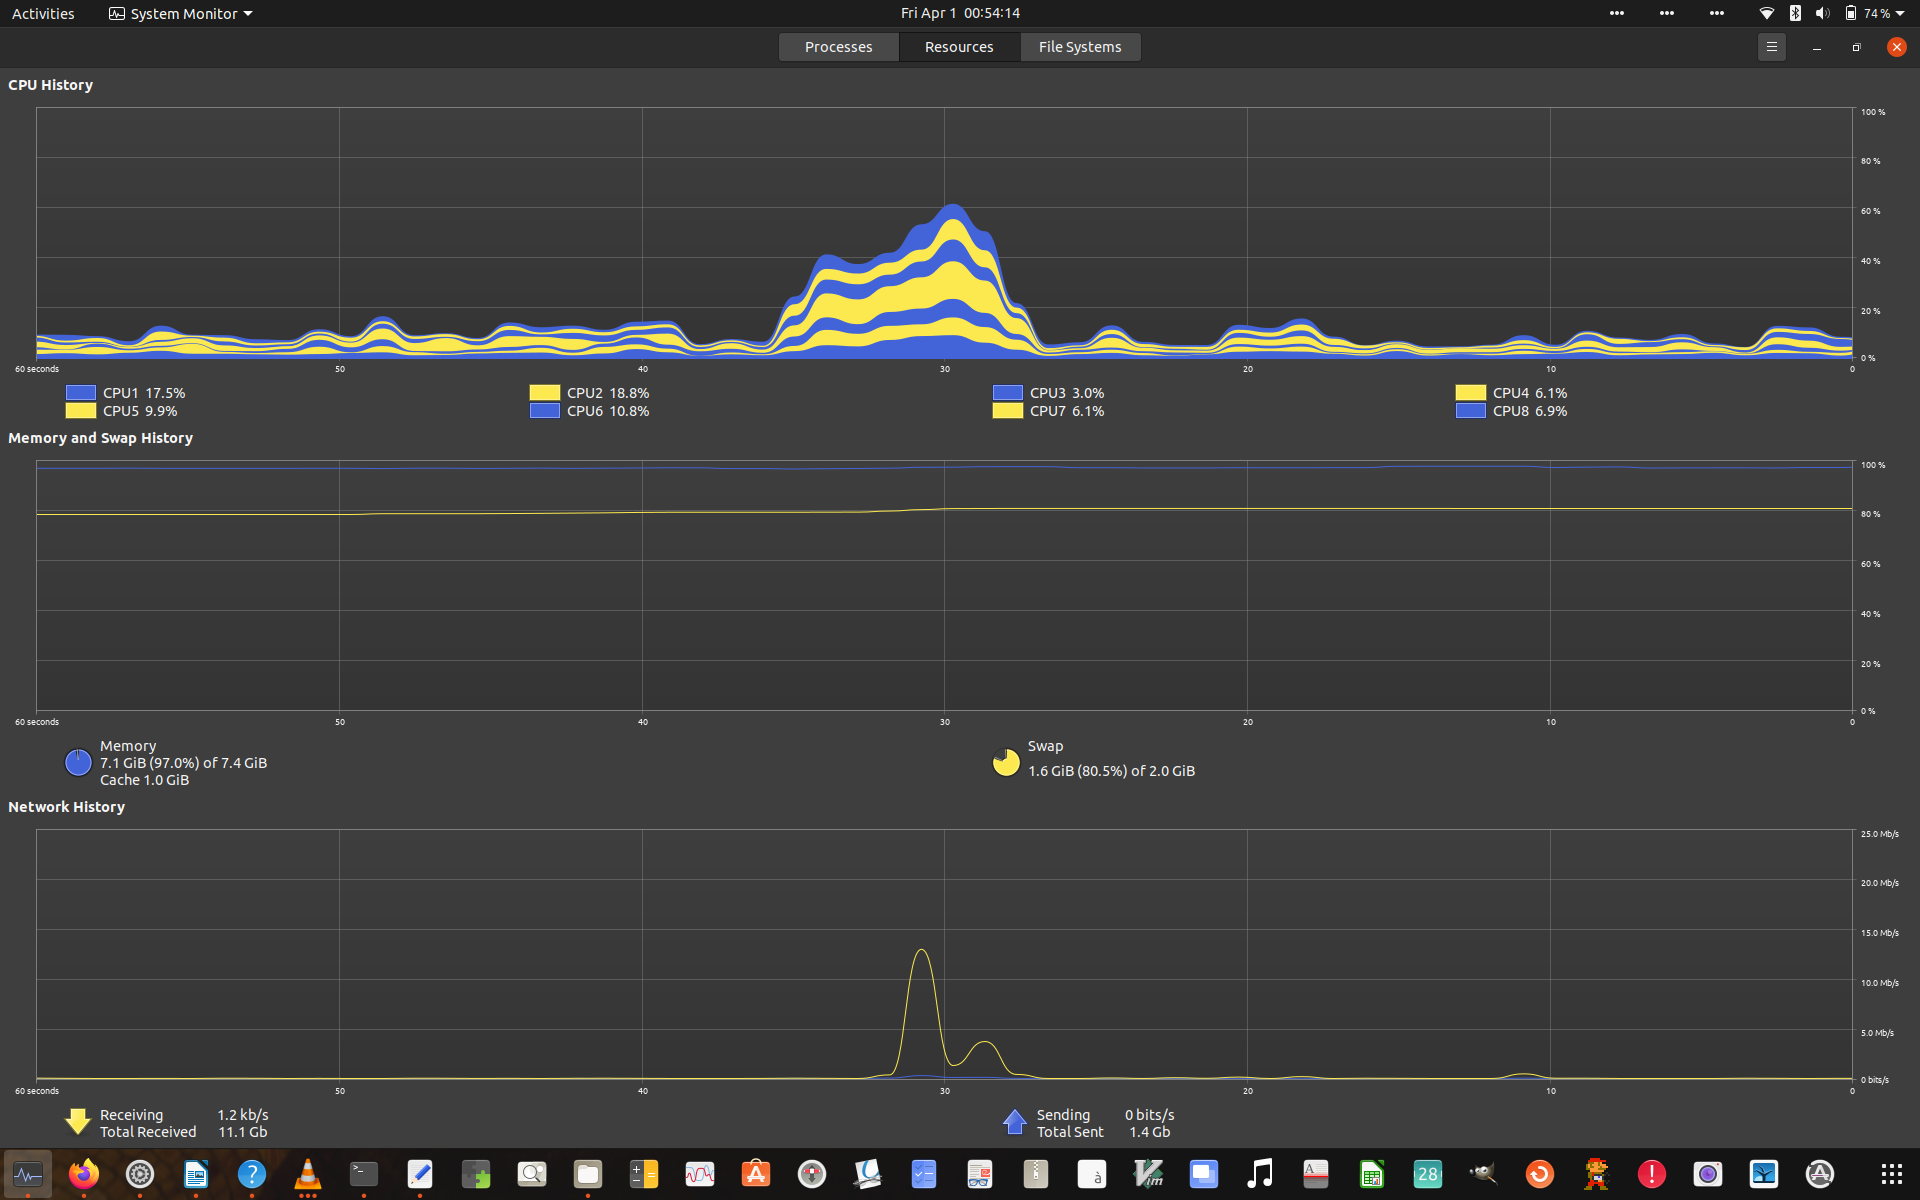 Activities
System Monitor
Fri Apr 1 00:54:14
74 %
Processes
Resources
File Systems
CPU History
100 %
80 %
60 %
40 %
20 %
0 %
60 seconds 50 40 30 20 10 0
CPU1 17.5% CPU2 18.8% CPU3 3.0% CPU4 6.1%
CPU5 9.9% CPU6 10.8% CPU7 6.1% CPU8 6.9%
Memory and Swap History
100 %
80 %
60 %
40 %
20 %
0 %
60 seconds 50 40 30 20 10 0
Memory
7.1 GiB (97.0%) of 7.4 GiB
Cache 1.0 GiB
Swap
1.6 GiB (80.5%) of 2.0 GiB
Network History
25.0 Mb/s
20.0 Mb/s
15.0 Mb/s
10.0 Mb/s
5.0 Mb/s
0 bits/s
60 seconds 50 40 30 20 10 0
Receiving 1.2 kb/s
Total Received 11.1 Gb
Sending 0 bits/s
Total Sent 1.4 Gb
>_
?
à
Vim
A
28
!